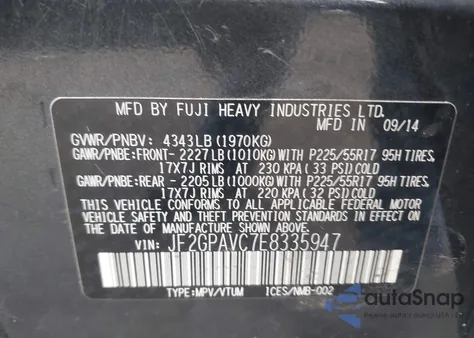 MFD BY FUJI HEAVY INDUSTRIES LTD.
MFD IN 09/14
GVWR/PNBV: 4343LB(1970KG)
GAWR/PNBE:FRONT- 2227LB(1010KG)WITH P225/55R17 95H TIRES,
17X7J RIMS AT 230 KPA(33 PSI)COLD
GAWR/PNBE:REAR - 2205LB(1000KG)WITH P225/55R17 95H TIRES,
17X7J RIMS AT 220 KPA(32 PSI)COLD
THIS VEHICLE CONFORMS TO ALL APPLICABLE FEDERAL MOTOR
VEHICLE SAFETY STANDARDS IN EFFECT ON THE
DATE OF MANUFACTURE SHOWN ABOVE.
VIN: JF2GPAVC7E8335947
TYPE:MPV/VTUM ICES/NMB-002
autoSnap